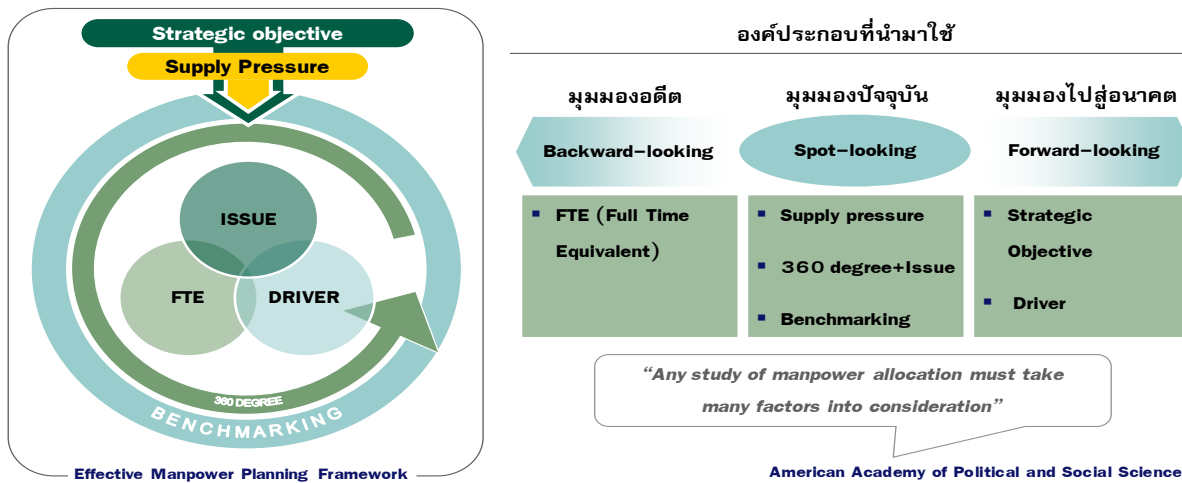 Strategic objective
Supply Pressure
ISSUE
FTE
DRIVER
360 DEGREE
BENCHMARKING
Effective Manpower Planning Framework
องค์ประกอบที่นำมาใช้
มุมมองอดีต
มุมมองปัจจุบัน
มุมมองไปสู่อนาคต
Backward-looking
Spot-looking
Forward-looking
▪ FTE (Full Time
Equivalent)
▪ Supply pressure
▪ 360 degree+Issue
▪ Benchmarking
▪ Strategic
Objective
▪ Driver
“Any study of manpower allocation must take
many factors into consideration”
American Academy of Political and Social Science